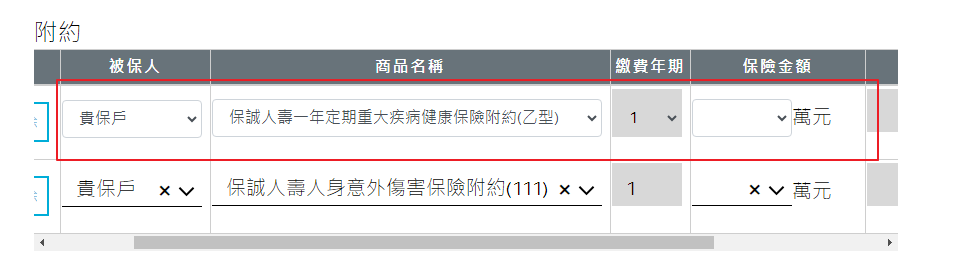 附約
被保人 商品名稱 繳費年期 保險金額
貴保戶 保誠人壽一年定期重大疾病健康保險附約(乙型) 1 萬元
貴保戶 × 保誠人壽人身意外傷害保險附約(111) × 1 × 萬元